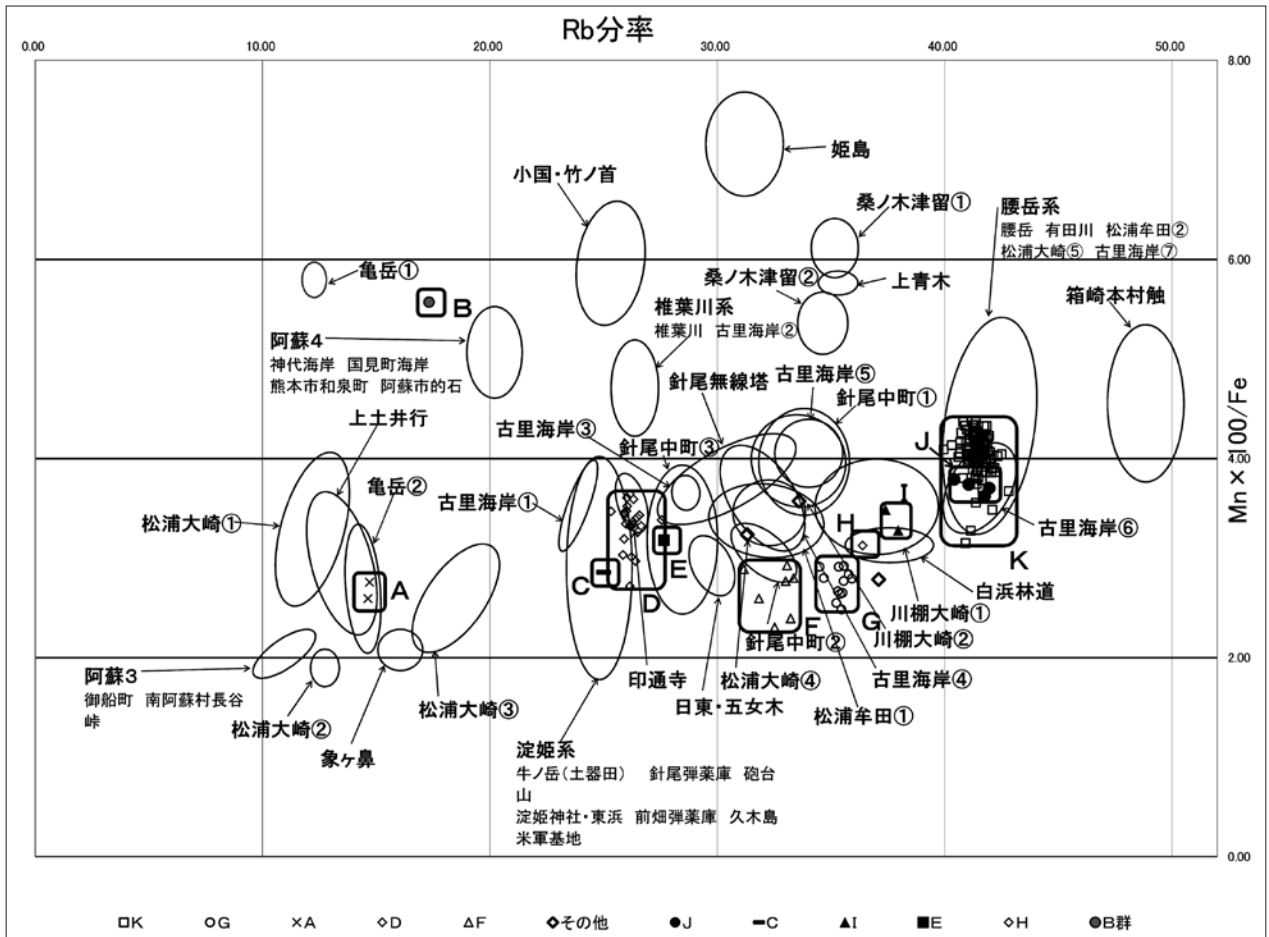 Rb分率
0.00 10.00 20.00 30.00 40.00 50.00
8.00
姫島
小国・竹ノ首
桑ノ木津留①
腰岳系
腰岳 有田川 松浦牟田②
松浦大崎⑤ 古里海岸⑦
6.00
亀岳①
桑ノ木津留②
上青木
箱崎本村触
B
椎葉川系
椎葉川 古里海岸②
阿蘇4
神代海岸 国見町海岸
熊本市和泉町 阿蘇市的石
古里海岸⑤
針尾無線塔
針尾中町①
上土井行
古里海岸③
針尾中町③
J
4.00
Mn×100/Fe
亀岳②
古里海岸①
I
松浦大崎①
H
古里海岸⑥
E
K
C
A
D
白浜林道
F
G
川棚大崎①
針尾中町②
川棚大崎②
2.00
阿蘇3
御船町 南阿蘇村長谷
峠
印通寺
松浦大崎④
古里海岸④
日東・五女木
松浦大崎③
松浦牟田①
松浦大崎②
象ヶ鼻
淀姫系
牛ノ岳(土器田) 針尾弾薬庫 砲台
山
淀姫神社・東浜 前畑弾薬庫 久木島
米軍基地
0.00
K G A D F その他 J C I E H B群